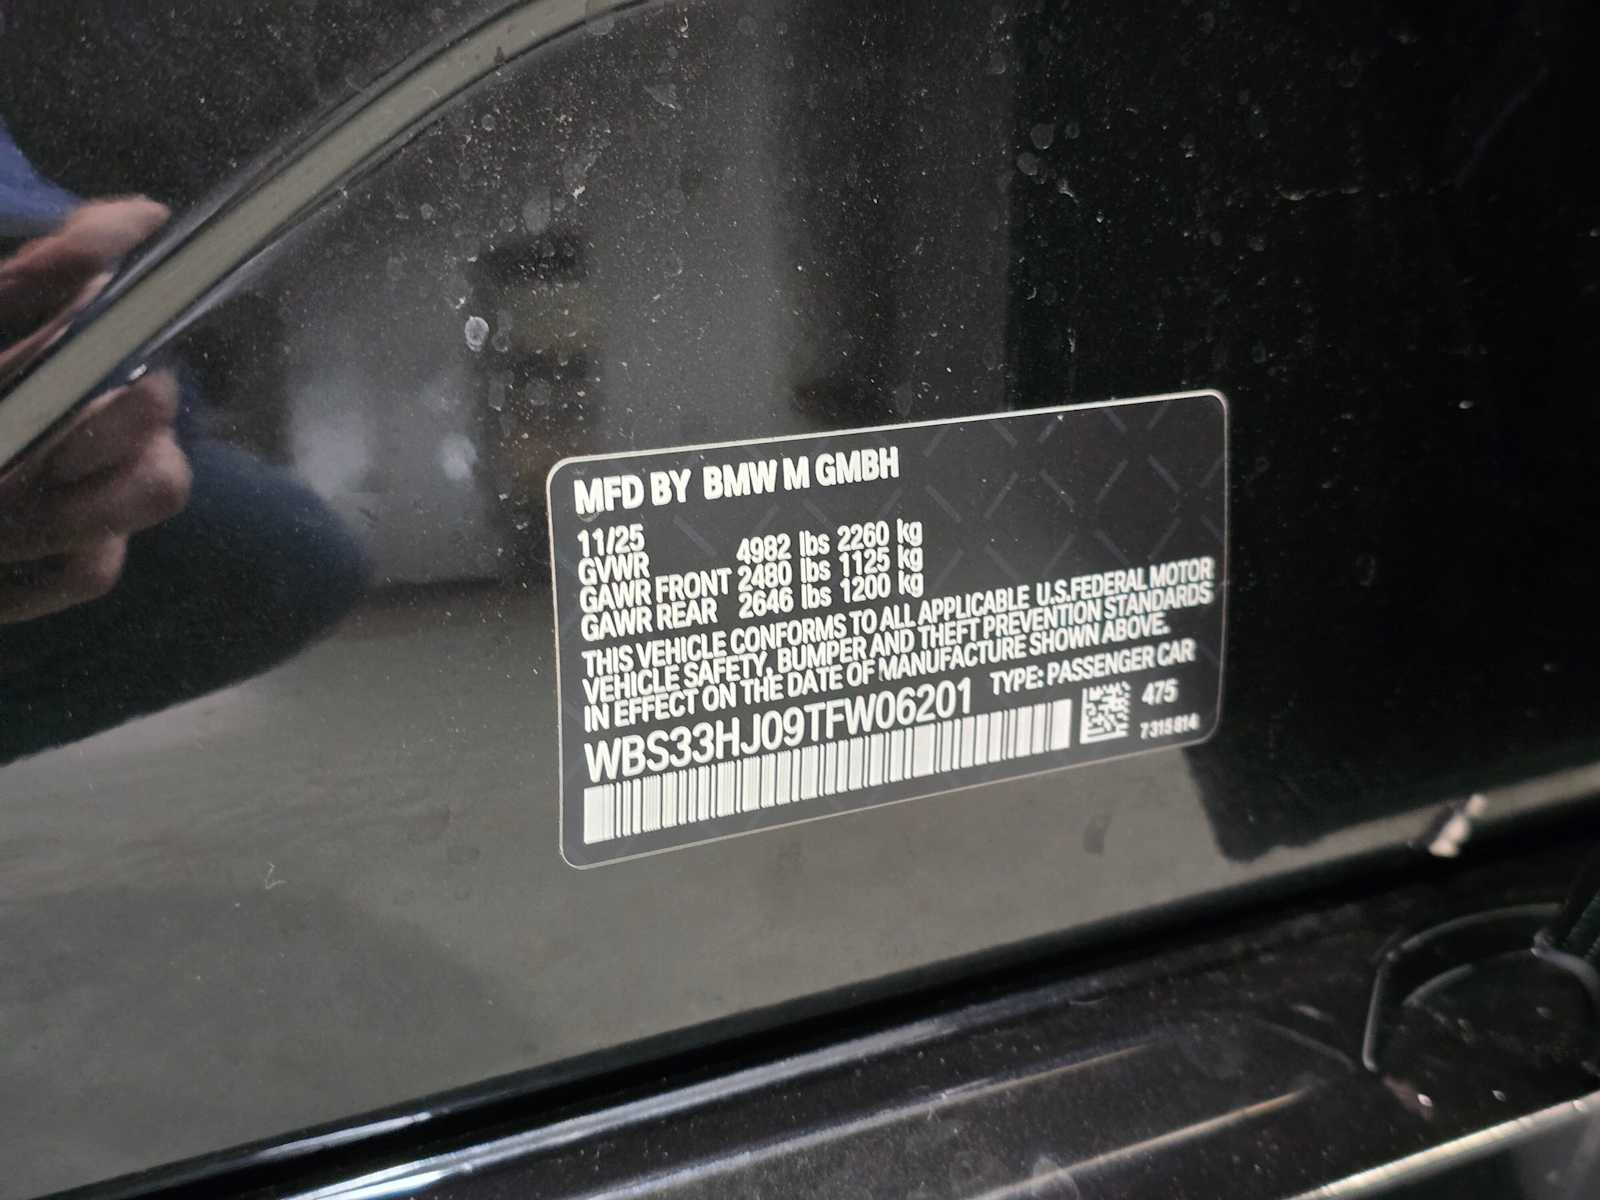 MFD BY BMW M GMBH
11/25
GVWR 4982 lbs 2260 kg
GAWR FRONT 2480 lbs 1125 kg
GAWR REAR 2646 lbs 1200 kg
THIS VEHICLE CONFORMS TO ALL APPLICABLE U.S.FEDERAL MOTOR
VEHICLE SAFETY, BUMPER AND THEFT PREVENTION STANDARDS
IN EFFECT ON THE DATE OF MANUFACTURE SHOWN ABOVE.
WBS33HJ09TFW06201 TYPE: PASSENGER CAR
475
7315814